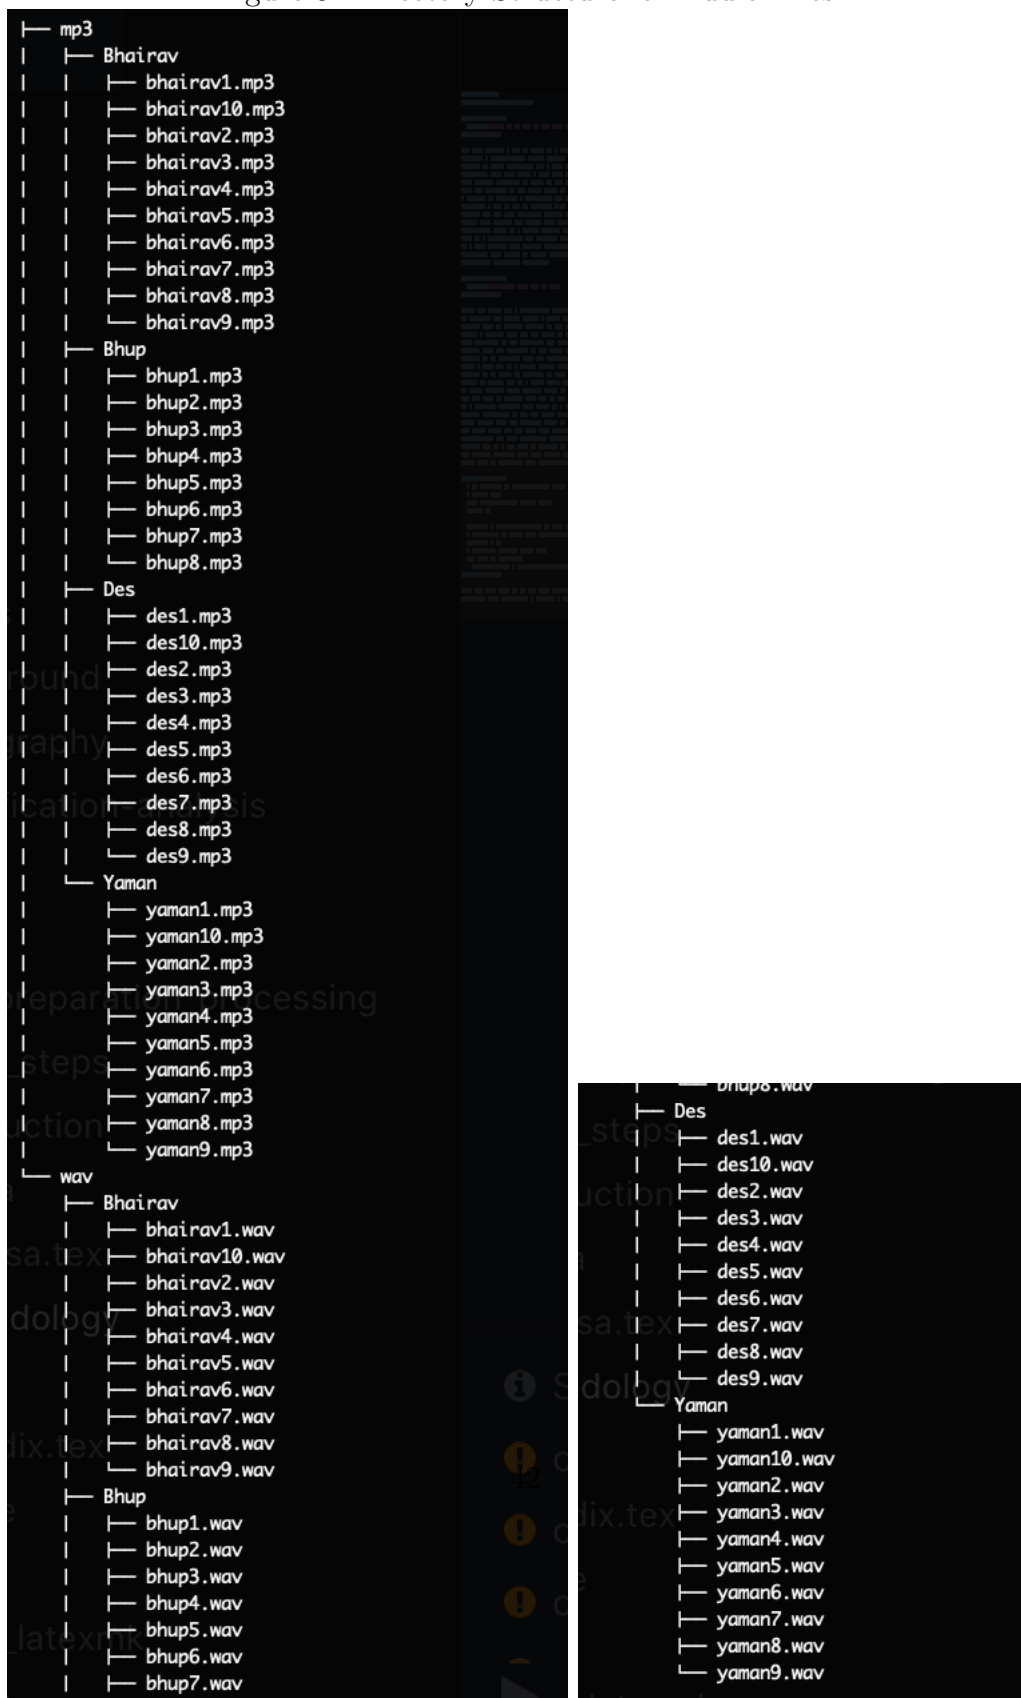 ├── mp3
│   ├── Bhairav
│   │   ├── bhairav1.mp3
│   │   ├── bhairav10.mp3
│   │   ├── bhairav2.mp3
│   │   ├── bhairav3.mp3
│   │   ├── bhairav4.mp3
│   │   ├── bhairav5.mp3
│   │   ├── bhairav6.mp3
│   │   ├── bhairav7.mp3
│   │   ├── bhairav8.mp3
│   │   └── bhairav9.mp3
│   ├── Bhup
│   │   ├── bhup1.mp3
│   │   ├── bhup2.mp3
│   │   ├── bhup3.mp3
│   │   ├── bhup4.mp3
│   │   ├── bhup5.mp3
│   │   ├── bhup6.mp3
│   │   ├── bhup7.mp3
│   │   └── bhup8.mp3
│   ├── Des
│   │   ├── des1.mp3
│   │   ├── des10.mp3
│   │   ├── des2.mp3
│   │   ├── des3.mp3
│   │   ├── des4.mp3
│   │   ├── des5.mp3
│   │   ├── des6.mp3
│   │   ├── des7.mp3
│   │   ├── des8.mp3
│   │   └── des9.mp3
│   └── Yaman
│       ├── yaman1.mp3
│       ├── yaman10.mp3
│       ├── yaman2.mp3
│       ├── yaman3.mp3
│       ├── yaman4.mp3
│       ├── yaman5.mp3
│       ├── yaman6.mp3
│       ├── yaman7.mp3
│       ├── yaman8.mp3
│       └── yaman9.mp3
└── wav
    ├── Bhairav
    │   ├── bhairav1.wav
    │   ├── bhairav10.wav
    │   ├── bhairav2.wav
    │   ├── bhairav3.wav
    │   ├── bhairav4.wav
    │   ├── bhairav5.wav
    │   ├── bhairav6.wav
    │   ├── bhairav7.wav
    │   ├── bhairav8.wav
    │   └── bhairav9.wav
    ├── Bhup
    │   ├── bhup1.wav
    │   ├── bhup2.wav
    │   ├── bhup3.wav
    │   ├── bhup4.wav
    │   ├── bhup5.wav
    │   ├── bhup6.wav
    │   ├── bhup7.wav
    │   └── bhup8.wav
    ├── Des
    │   ├── des1.wav
    │   ├── des10.wav
    │   ├── des2.wav
    │   ├── des3.wav
    │   ├── des4.wav
    │   ├── des5.wav
    │   ├── des6.wav
    │   ├── des7.wav
    │   ├── des8.wav
    │   └── des9.wav
    └── Yaman
        ├── yaman1.wav
        ├── yaman10.wav
        ├── yaman2.wav
        ├── yaman3.wav
        ├── yaman4.wav
        ├── yaman5.wav
        ├── yaman6.wav
        ├── yaman7.wav
        ├── yaman8.wav
        └── yaman9.wav
12